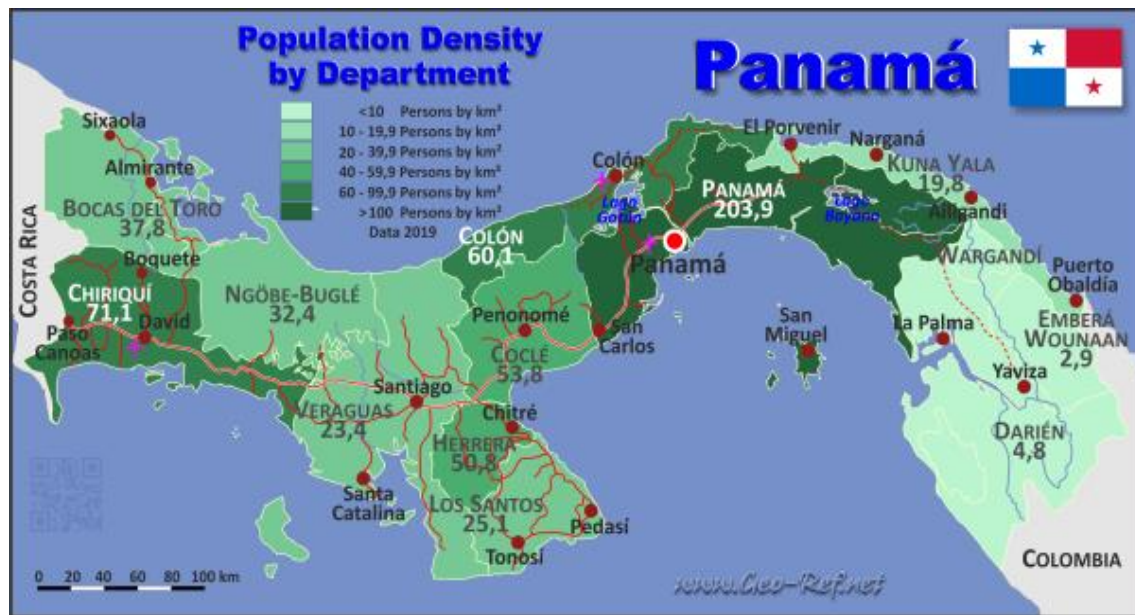 Population Density
by Department
<10 Persons by km²
10 - 19,9 Persons by km²
20 - 39,9 Persons by km²
40 - 59,9 Persons by km²
60 - 99,9 Persons by km²
>100 Persons by km²
Data 2019
Panamá
Sixaola
Almirante
BOCAS DEL TORO
37,8
COSTA RICA
Boquete
CHIRIQUÍ
71,1
David
Paso
Canoas
NGÖBE-BUGLÉ
32,4
VERAGUAS
23,4
Santiago
Santa
Catalina
COLÓN
60,1
Penonomé
COCLÉ
53,8
Chitré
HERRERA
50,8
LOS SANTOS
25,1
Tonosí
Pedasí
Colón
Lago
Gatún
San
Carlos
PANAMÁ
203,9
Panamá
El Porvenir
Lago
Bayano
Narganá
KUNA YALA
19,8
Ailigandi
WARGANDÍ
Puerto
Obaldía
EMBERÁ
WOUNAAN
2,9
San
Miguel
La Palma
Yaviza
DARIÉN
4,8
COLOMBIA
0 20 40 60 80 100 km
www.Geo-Ref.net